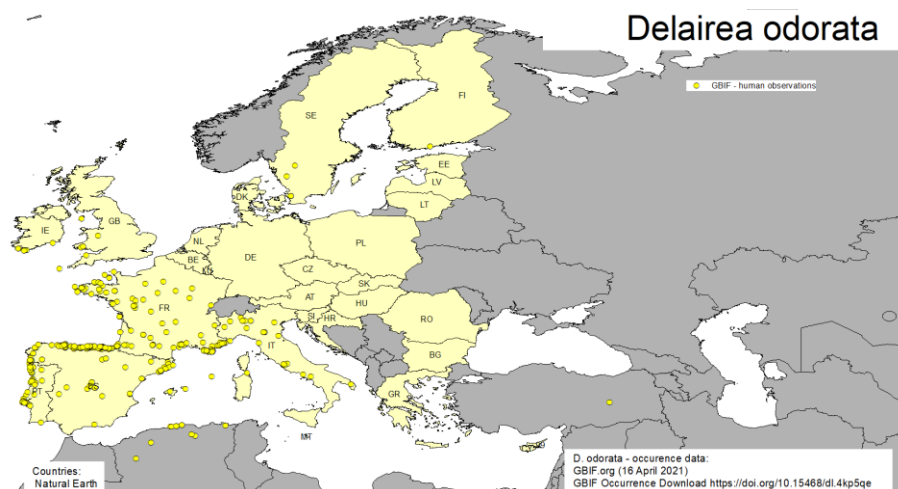 Delairea odorata
GBIF - human observations
FI
SE
EE
LV
DK
LT
IE
GB
NL
PL
BE
DE
CZ
SK
AT
HU
FR
SI
HR
RO
IT
BG
PT
ES
GR
MT
Countries:
Natural Earth
D. odorata - occurence data:
GBIF.org (16 April 2021)
GBIF Occurrence Download https://doi.org/10.15468/dl.4kp5qe